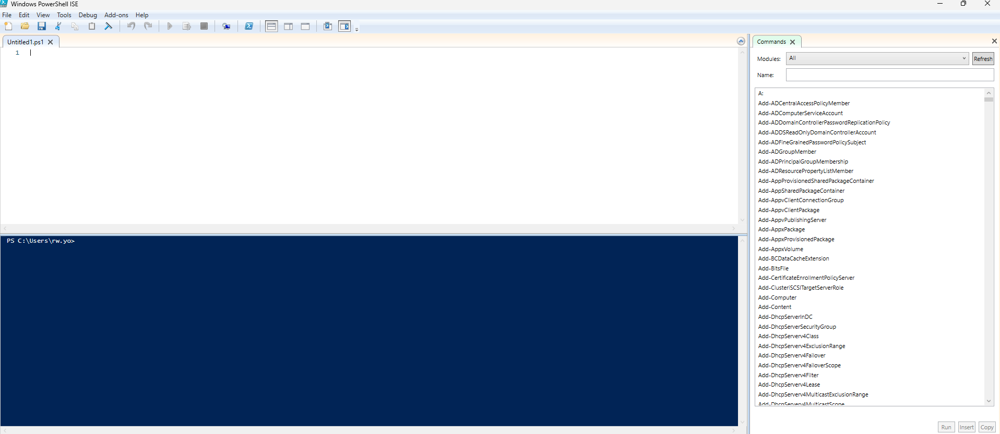 Windows PowerShell ISE
File Edit View Tools Debug Add-ons Help
Untitled1.ps1
1
PS C:\Users\rw.yo>
Commands
Modules: All Refresh
Name:
A:
Add-ADCentralAccessPolicyMember
Add-ADComputerServiceAccount
Add-ADDomainControllerPasswordReplicationPolicy
Add-ADDSReadOnlyDomainControllerAccount
Add-ADFineGrainedPasswordPolicySubject
Add-ADGroupMember
Add-ADPrincipalGroupMembership
Add-ADResourcePropertyListMember
Add-AppProvisionedSharedPackageContainer
Add-AppSharedPackageContainer
Add-AppvClientConnectionGroup
Add-AppvClientPackage
Add-AppvPublishingServer
Add-AppxPackage
Add-AppxProvisionedPackage
Add-AppxVolume
Add-BCDataCacheExtension
Add-BitsFile
Add-CertificateEnrollmentPolicyServer
Add-ClusteriSCSITargetServerRole
Add-Computer
Add-Content
Add-DhcpServerInDC
Add-DhcpServerSecurityGroup
Add-DhcpServerv4Class
Add-DhcpServerv4ExclusionRange
Add-DhcpServerv4Failover
Add-DhcpServerv4FailoverScope
Add-DhcpServerv4Filter
Add-DhcpServerv4Lease
Add-DhcpServerv4MulticastExclusionRange
Add-DhcpServerv4MulticastScope
Run Insert Copy